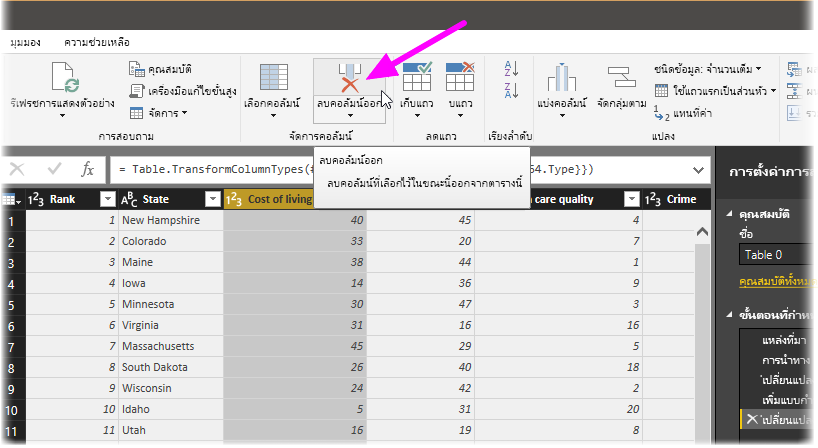 มุมมอง ความช่วยเหลือ
รีเฟรชการแสดงตัวอย่าง
คุณสมบัติ
เครื่องมือแก้ไขขั้นสูง
จัดการ
การสอบถาม
เลือกคอลัมน์
ลบคอลัมน์ออก
จัดการคอลัมน์
เก็บแถว
ลบแถว
ลดแถว
เรียงลำดับ
แบ่งคอลัมน์
จัดกลุ่มตาม
ชนิดข้อมูล: จำนวนเต็ม
ใช้แถวแรกเป็นส่วนหัว
แทนที่ค่า
แปลง
fx = Table.TransformColumnTypes(# 64.Type}})
ลบคอลัมน์ออก
ลบคอลัมน์ที่เลือกไว้ในขณะนี้ออกจากตารางนี้
Rank State Cost of living care quality Crime
1 1 New Hampshire 40 45 4
2 2 Colorado 33 20 7
3 3 Maine 38 44 1
4 4 Iowa 14 36 9
5 5 Minnesota 30 47 3
6 6 Virginia 31 16 16
7 7 Massachusetts 45 29 5
8 8 South Dakota 26 40 18
9 9 Wisconsin 24 42 2
10 10 Idaho 5 31 20
11 11 Utah 16 19 8
การตั้งค่าการ
คุณสมบัติ
ชื่อ
Table 0
คุณสมบัติทั้งหมด
ขั้นตอนที่กำหน
แหล่งที่มา
การนำทาง
เปลี่ยนแปล
เพิ่มแบบกำ
เปลี่ยนแปล